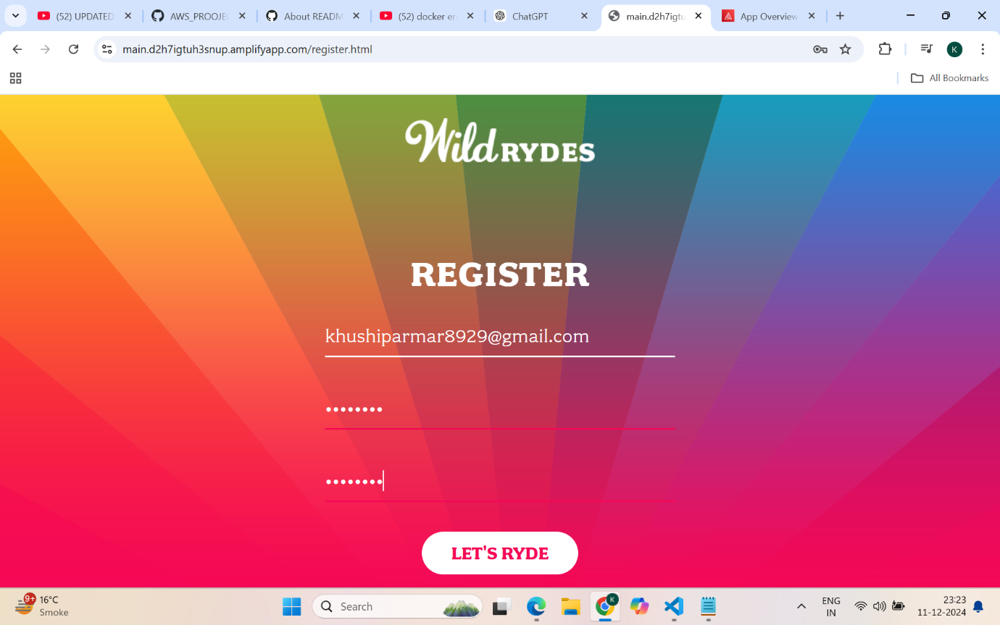 (52) UPDATED
AWS_PROOJEC
About READM
(52) docker en
ChatGPT
main.d2h7igtu
App Overview
main.d2h7igtuh3snup.amplifyapp.com/register.html
K
All Bookmarks
Wild RYDES
REGISTER
khushiparmar8929@gmail.com
••••••••
••••••••
LET'S RYDE
9+
16°C
Smoke
Search
K
ENG
IN
23:23
11-12-2024